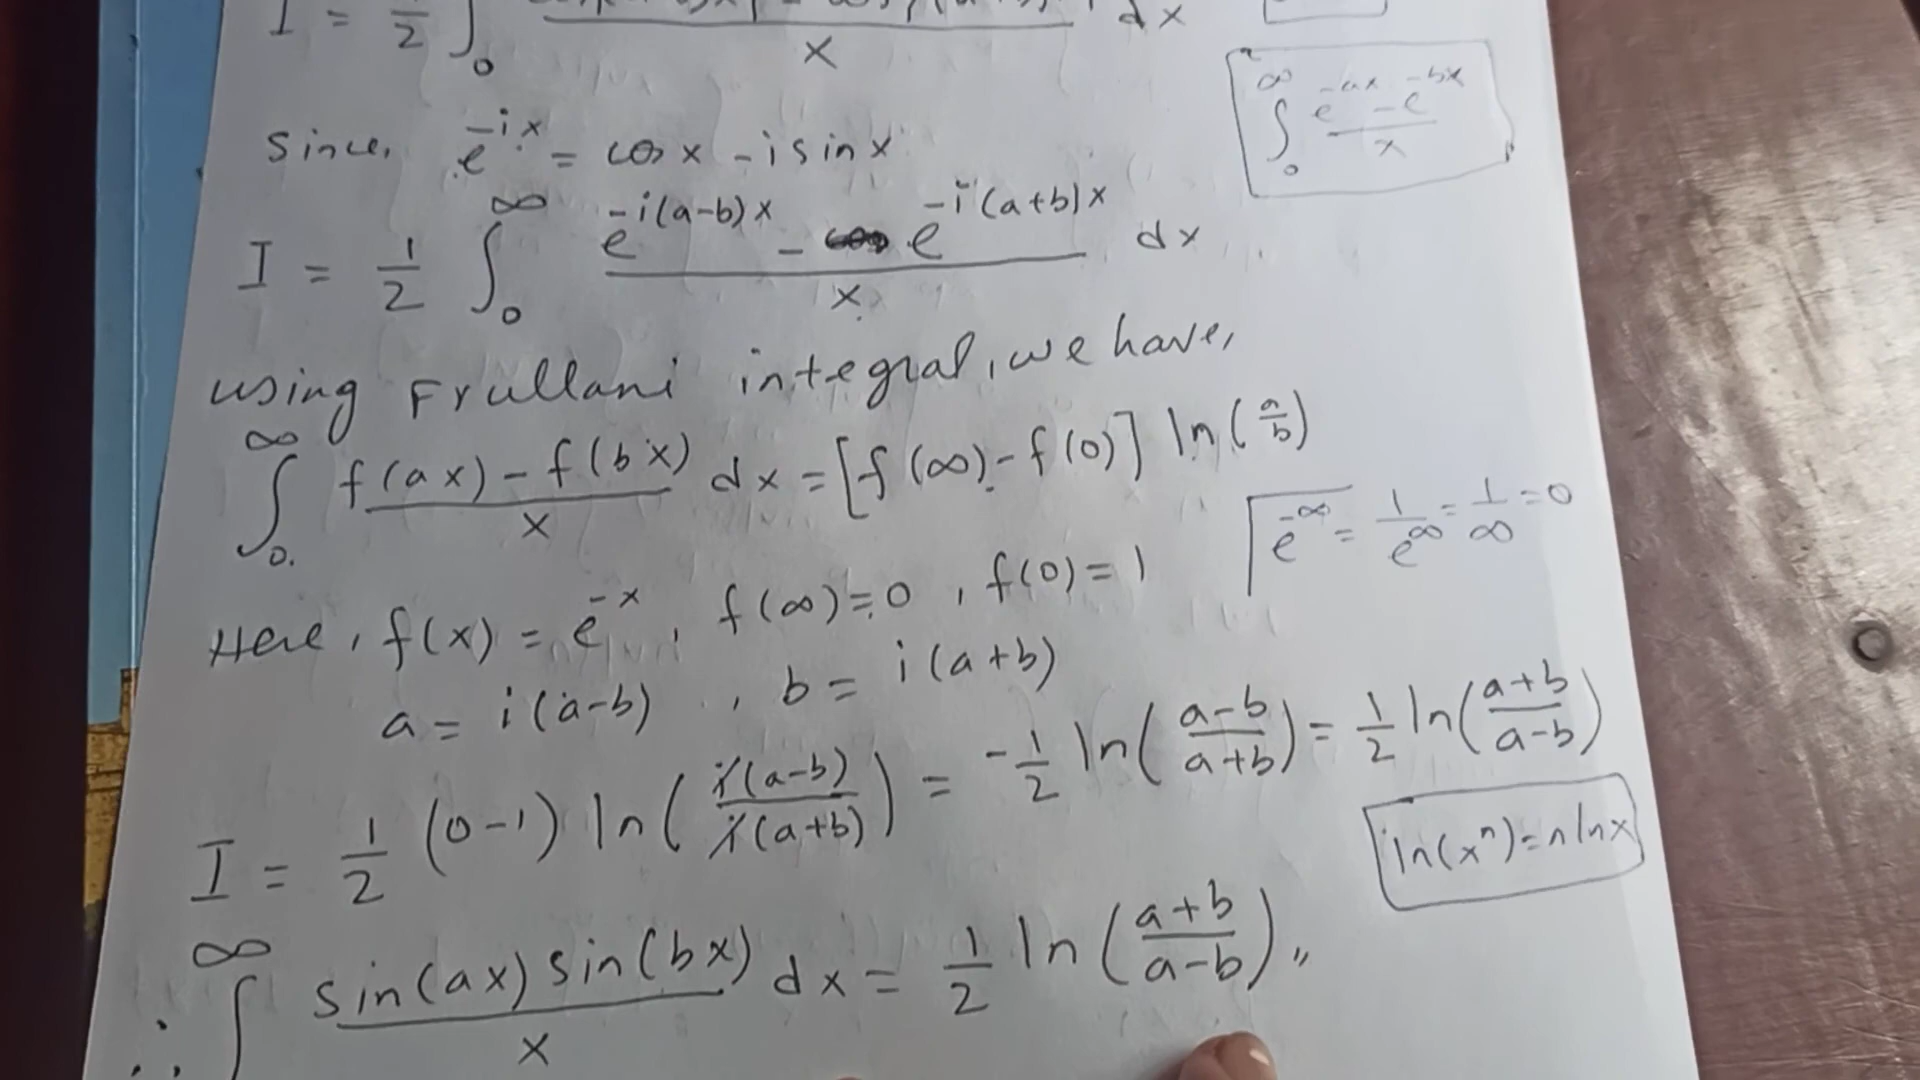 I = 1/2 ∫₀ / x dx
∫₀^∞ (e^{-ax} - e^{-bx}) / x
Since, e^{-ix} = cos x - i sin x
I = 1/2 ∫₀^∞ (e^{-i(a-b)x} - e^{-i(a+b)x}) / x dx
using Frullani integral, we have,
∫₀^∞ (f(ax) - f(bx)) / x dx = [f(∞) - f(0)] ln(a/b)
e^{-∞} = 1/e^∞ = 1/∞ = 0
Here, f(x) = e^{-x}, f(∞) = 0, f(0) = 1
a = i(a-b), b = i(a+b)
I = 1/2 (0-1) ln(i(a-b) / i(a+b)) = -1/2 ln((a-b)/(a+b)) = 1/2 ln((a+b)/(a-b))
ln(x^n) = n ln x
∴ ∫^∞ sin(ax) sin(bx) / x dx = 1/2 ln((a+b)/(a-b)) „